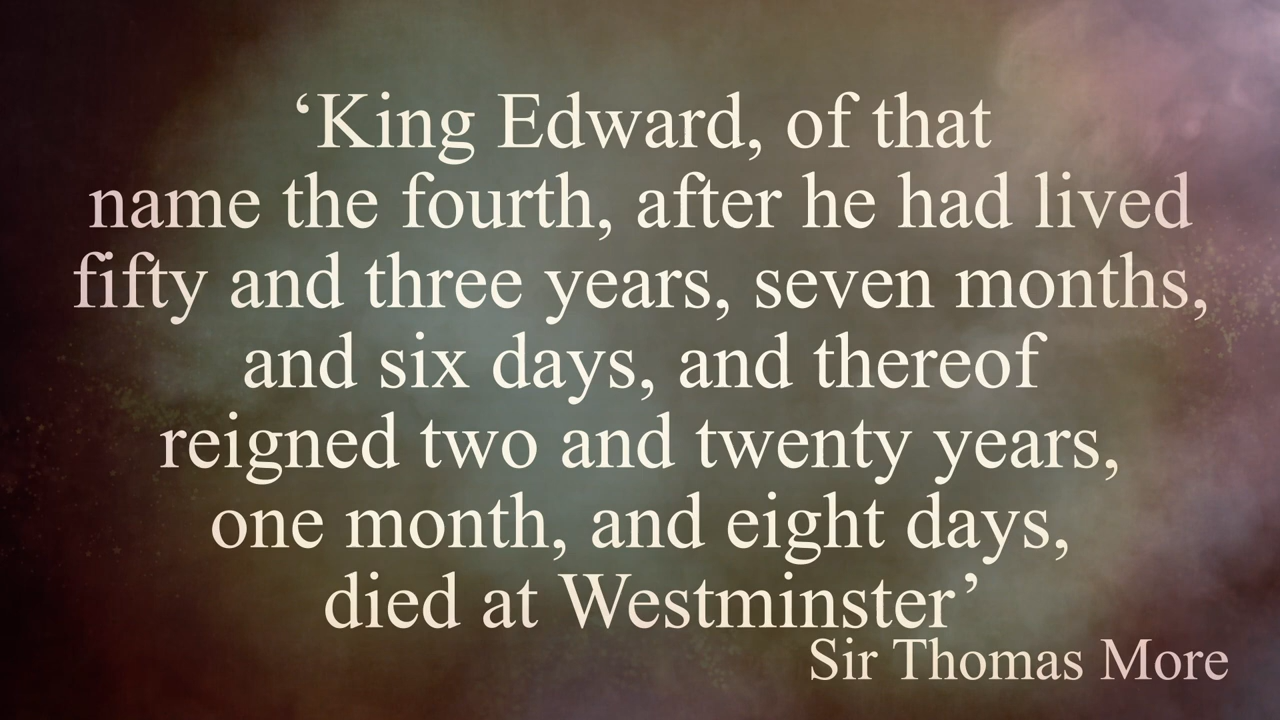 ‘King Edward, of that
name the fourth, after he had lived
fifty and three years, seven months,
and six days, and thereof
reigned two and twenty years,
one month, and eight days,
died at Westminster’
Sir Thomas More